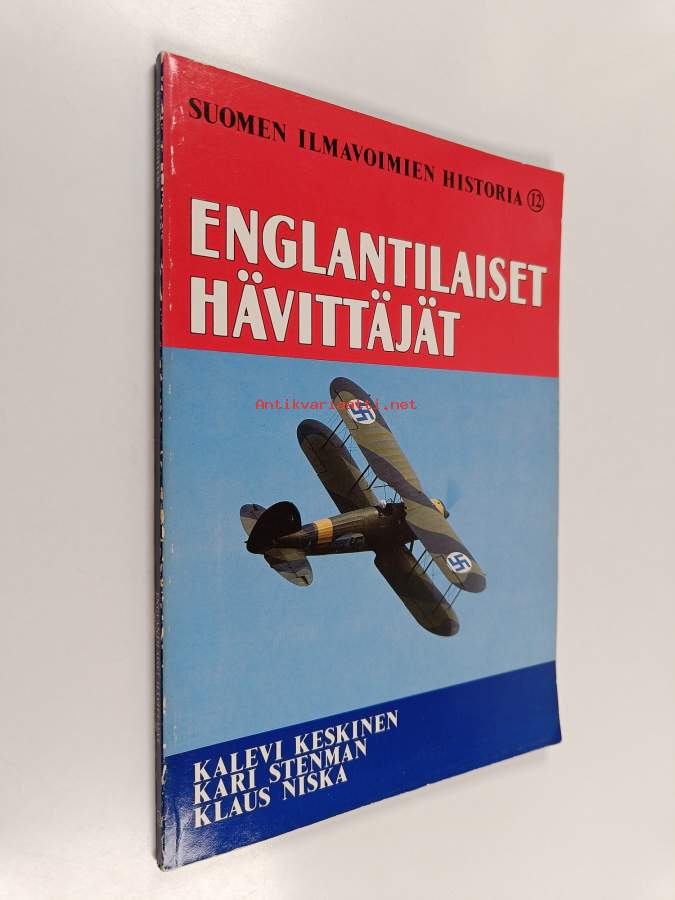 SUOMEN ILMAVOIMIEN HISTORIA 12
ENGLANTILAISET
HÄVITTÄJÄT
Antikvariaatti.net
KALEVI KESKINEN
KARI STENMAN
KLAUS NISKA